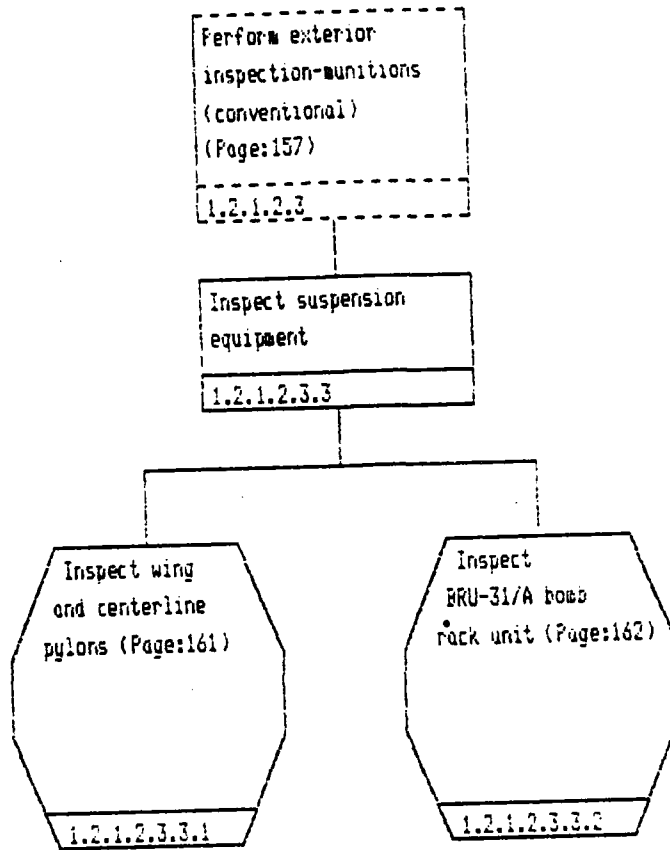 Perform exterior
inspection-munitions
(conventional)
(Page:157)
1.2.1.2.3
Inspect suspension
equipment
1.2.1.2.3.3
Inspect wing
and centerline
pylons (Page:161)
1.2.1.2.3.3.1
Inspect
BRU-31/A bomb
rack unit (Page:162)
1.2.1.2.3.3.2